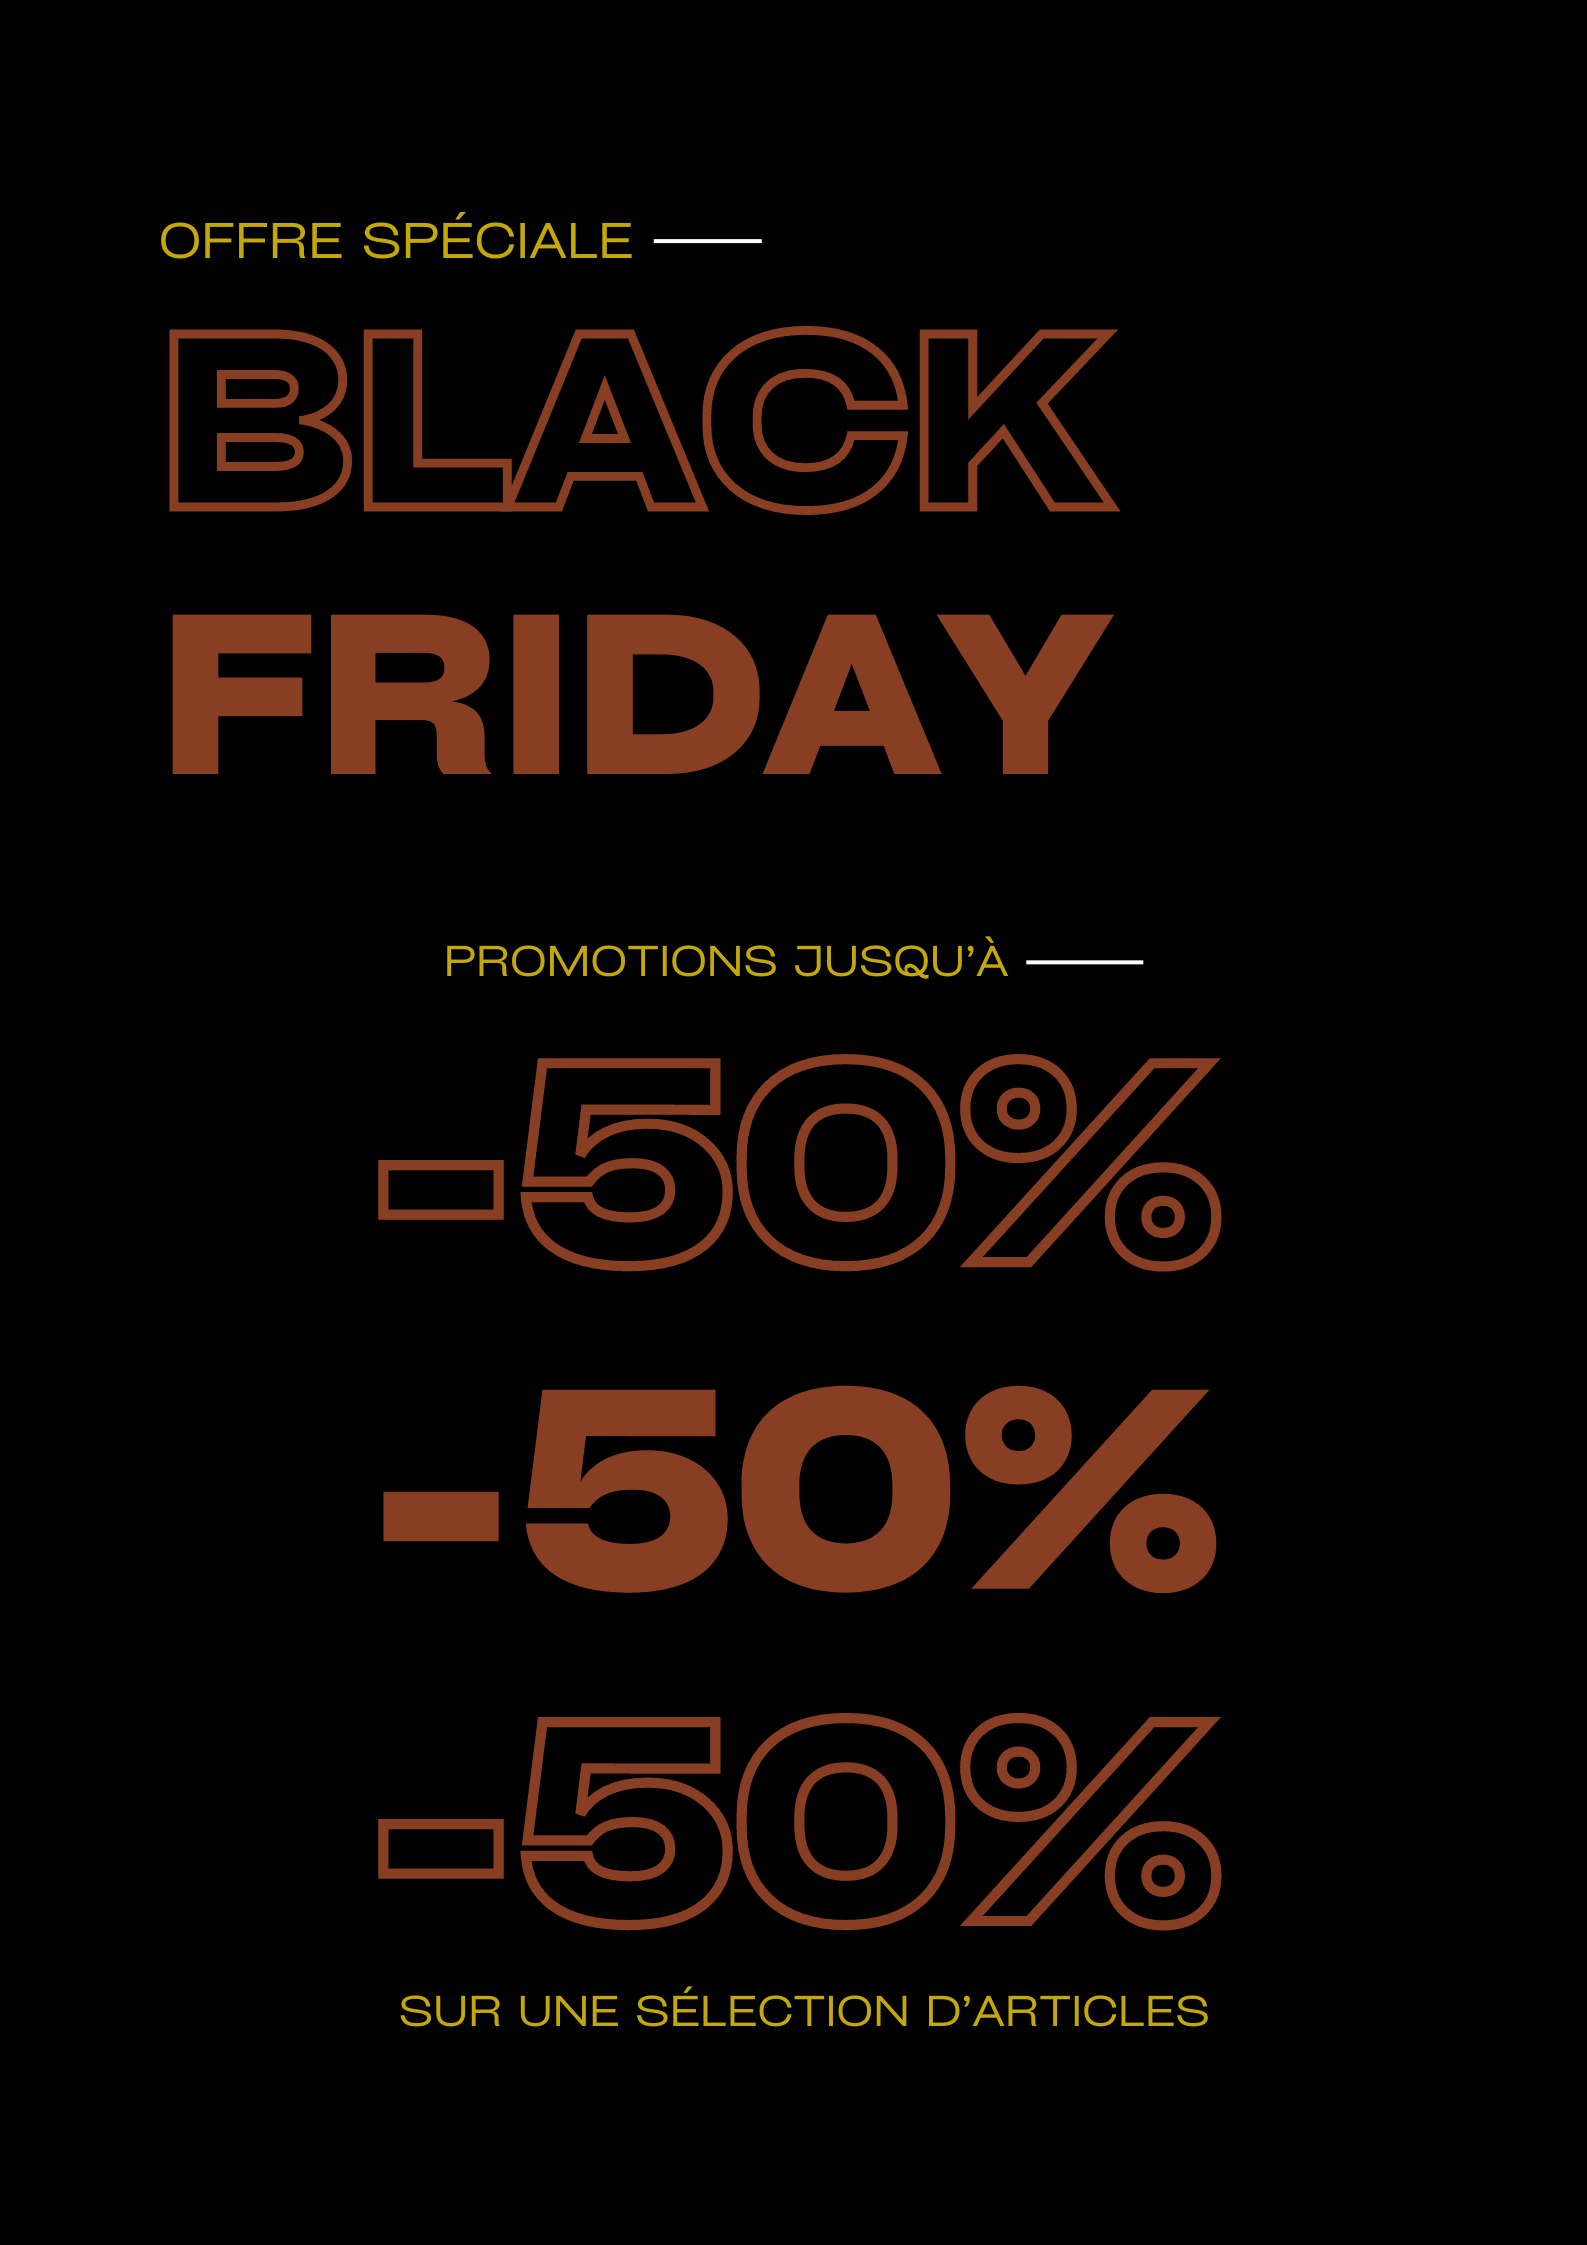 OFFRE SPÉCIALE
BLACK
FRIDAY
PROMOTIONS JUSQU’À
-50%
-50%
-50%
SUR UNE SÉLECTION D’ARTICLES